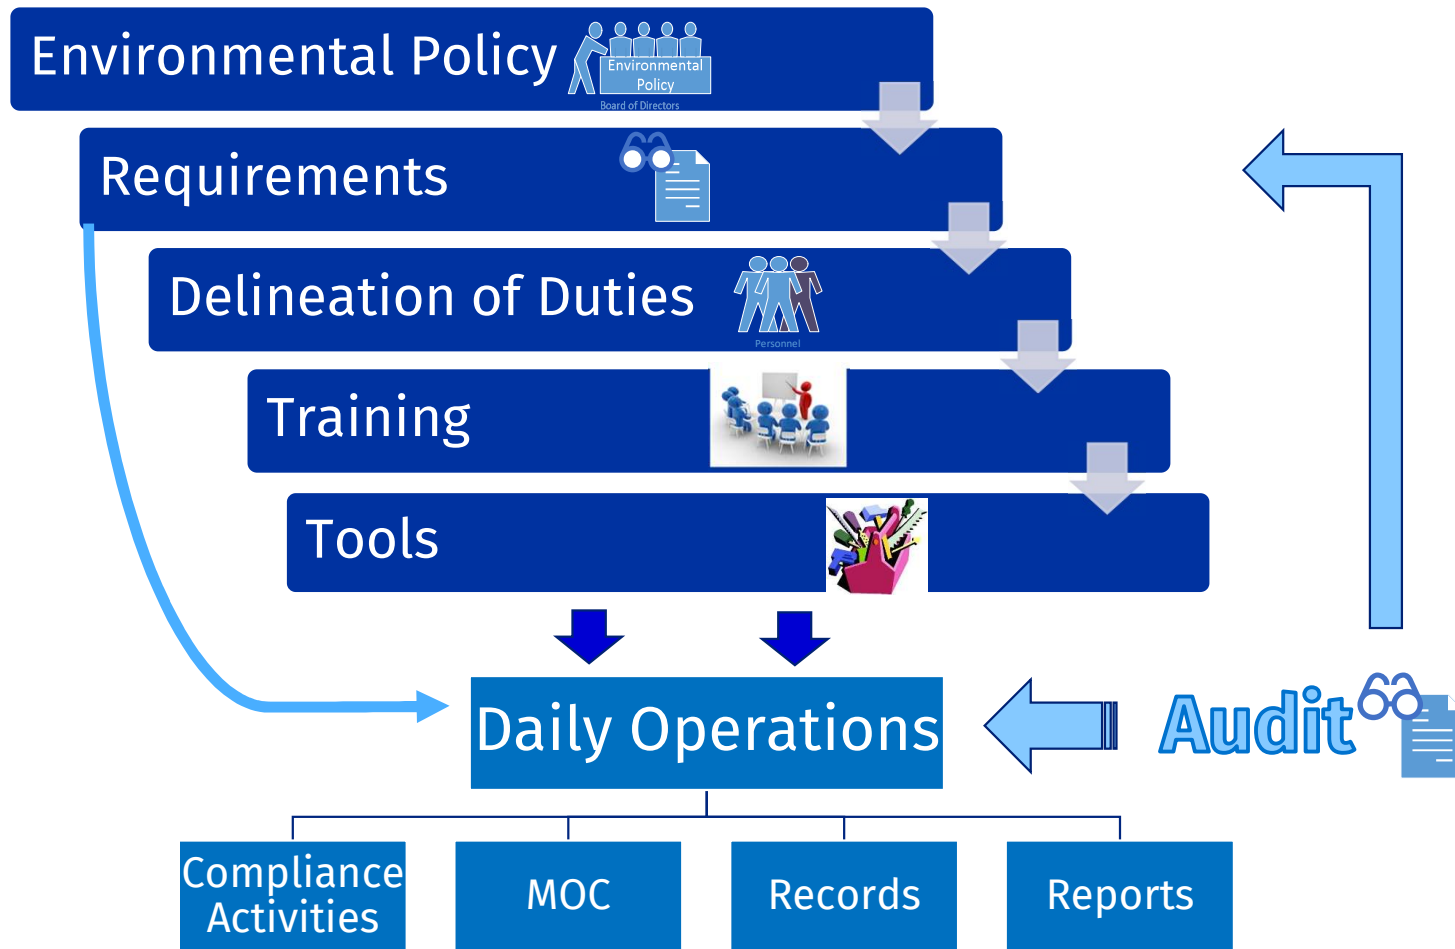 Environmental Policy
Environmental
Policy
Board of Directors
Requirements
Delineation of Duties
Personnel
Training
Tools
Daily Operations
Audit
Compliance
Activities
MOC
Records
Reports